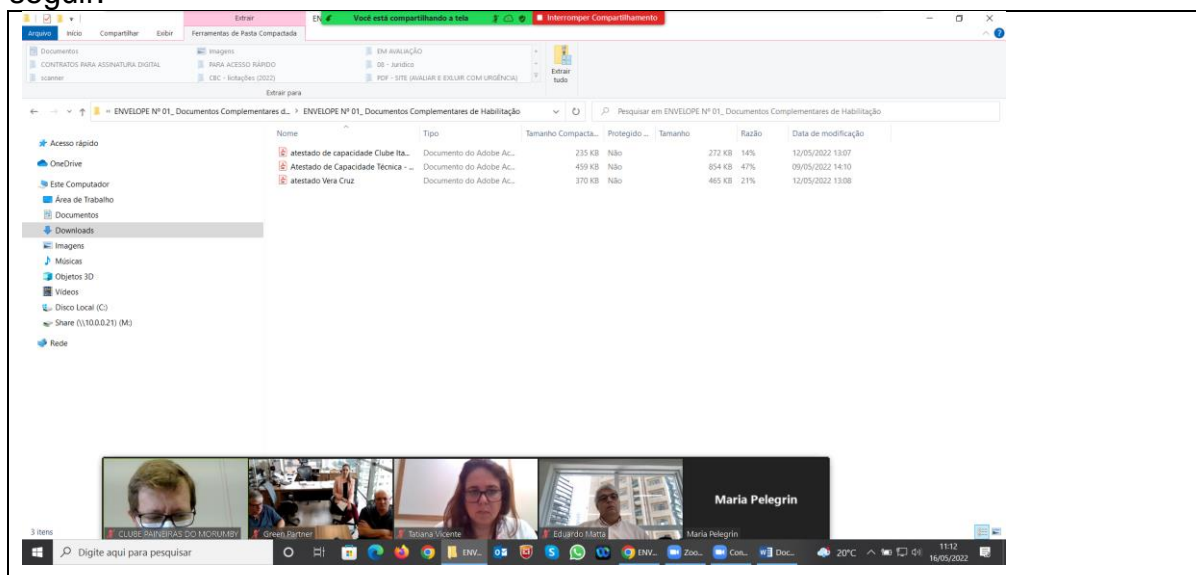 seguir:
Extrair
EN
Você está compartilhando a tela
Interromper Compartilhamento
Arquivo Início Compartilhar Exibir Ferramentas de Pasta Compactada
Documentos Imagens EM AVALIAÇÃO
CONTRATOS PARA ASSINATURA DIGITAL PARA ACESSO RÁPIDO 08 - Jurídico
scanner CBC - licitações (2022) PDF - SITE (AVALIAR E EXLUIR COM URGÊNCIA)
Extrair tudo
Extrair para
« ENVELOPE Nº 01_ Documentos Complementares d... > ENVELOPE Nº 01_ Documentos Complementares de Habilitação
Pesquisar em ENVELOPE Nº 01_ Documentos Complementares de Habilitação
Nome Tipo Tamanho Compacta... Protegido ... Tamanho Razão Data de modificação
atestado de capacidade Clube Ita... Documento do Adobe Ac... 235 KB Não 272 KB 14% 12/05/2022 13:07
Atestado de Capacidade Técnica - ... Documento do Adobe Ac... 459 KB Não 854 KB 47% 09/05/2022 14:10
atestado Vera Cruz Documento do Adobe Ac... 370 KB Não 465 KB 21% 12/05/2022 13:08
Acesso rápido
OneDrive
Este Computador
Área de Trabalho
Documentos
Downloads
Imagens
Músicas
Objetos 3D
Vídeos
Disco Local (C:)
Share (\\10.0.0.21) (M:)
Rede
Maria Pelegrin
3 itens
CLUBE PAINEIRAS DO MORUMBY
Green Partner
Tatiana Vicente
Eduardo Matta
Maria Pelegrin
Digite aqui para pesquisar
ENV... ENV... Zoo... Con... Doc... 20°C
11:12
16/05/2022